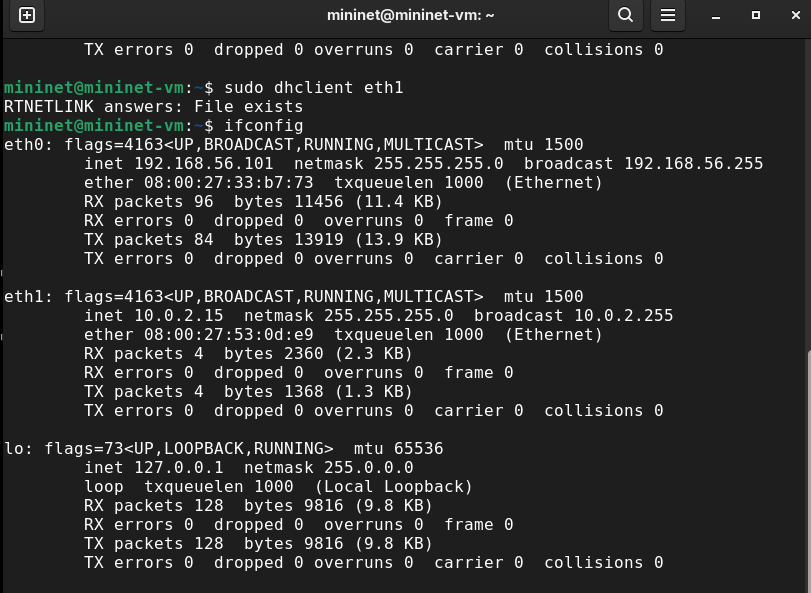 mininet@mininet-vm: ~
        TX errors 0  dropped 0 overruns 0  carrier 0  collisions 0
mininet@mininet-vm:~$ sudo dhclient eth1
RTNETLINK answers: File exists
mininet@mininet-vm:~$ ifconfig
eth0: flags=4163<UP,BROADCAST,RUNNING,MULTICAST>  mtu 1500
        inet 192.168.56.101  netmask 255.255.255.0  broadcast 192.168.56.255
        ether 08:00:27:33:b7:73  txqueuelen 1000  (Ethernet)
        RX packets 96  bytes 11456 (11.4 KB)
        RX errors 0  dropped 0  overruns 0  frame 0
        TX packets 84  bytes 13919 (13.9 KB)
        TX errors 0  dropped 0 overruns 0  carrier 0  collisions 0
eth1: flags=4163<UP,BROADCAST,RUNNING,MULTICAST>  mtu 1500
        inet 10.0.2.15  netmask 255.255.255.0  broadcast 10.0.2.255
        ether 08:00:27:53:0d:e9  txqueuelen 1000  (Ethernet)
        RX packets 4  bytes 2360 (2.3 KB)
        RX errors 0  dropped 0  overruns 0  frame 0
        TX packets 4  bytes 1368 (1.3 KB)
        TX errors 0  dropped 0 overruns 0  carrier 0  collisions 0
lo: flags=73<UP,LOOPBACK,RUNNING>  mtu 65536
        inet 127.0.0.1  netmask 255.0.0.0
        loop  txqueuelen 1000  (Local Loopback)
        RX packets 128  bytes 9816 (9.8 KB)
        RX errors 0  dropped 0  overruns 0  frame 0
        TX packets 128  bytes 9816 (9.8 KB)
        TX errors 0  dropped 0 overruns 0  carrier 0  collisions 0